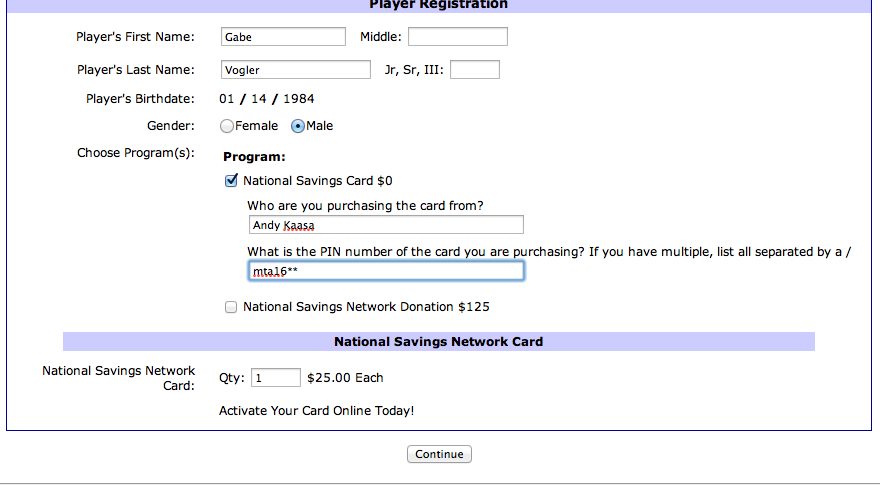 Player Registration
Player's First Name: Gabe Middle:
Player's Last Name: Vogler Jr, Sr, III:
Player's Birthdate: 01 / 14 / 1984
Gender: Female Male
Choose Program(s): Program:
National Savings Card $0
Who are you purchasing the card from?
Andy Kaasa
What is the PIN number of the card you are purchasing? If you have multiple, list all separated by a /
mta16**
National Savings Network Donation $125
National Savings Network Card
National Savings Network Card: Qty: 1 $25.00 Each
Activate Your Card Online Today!
Continue